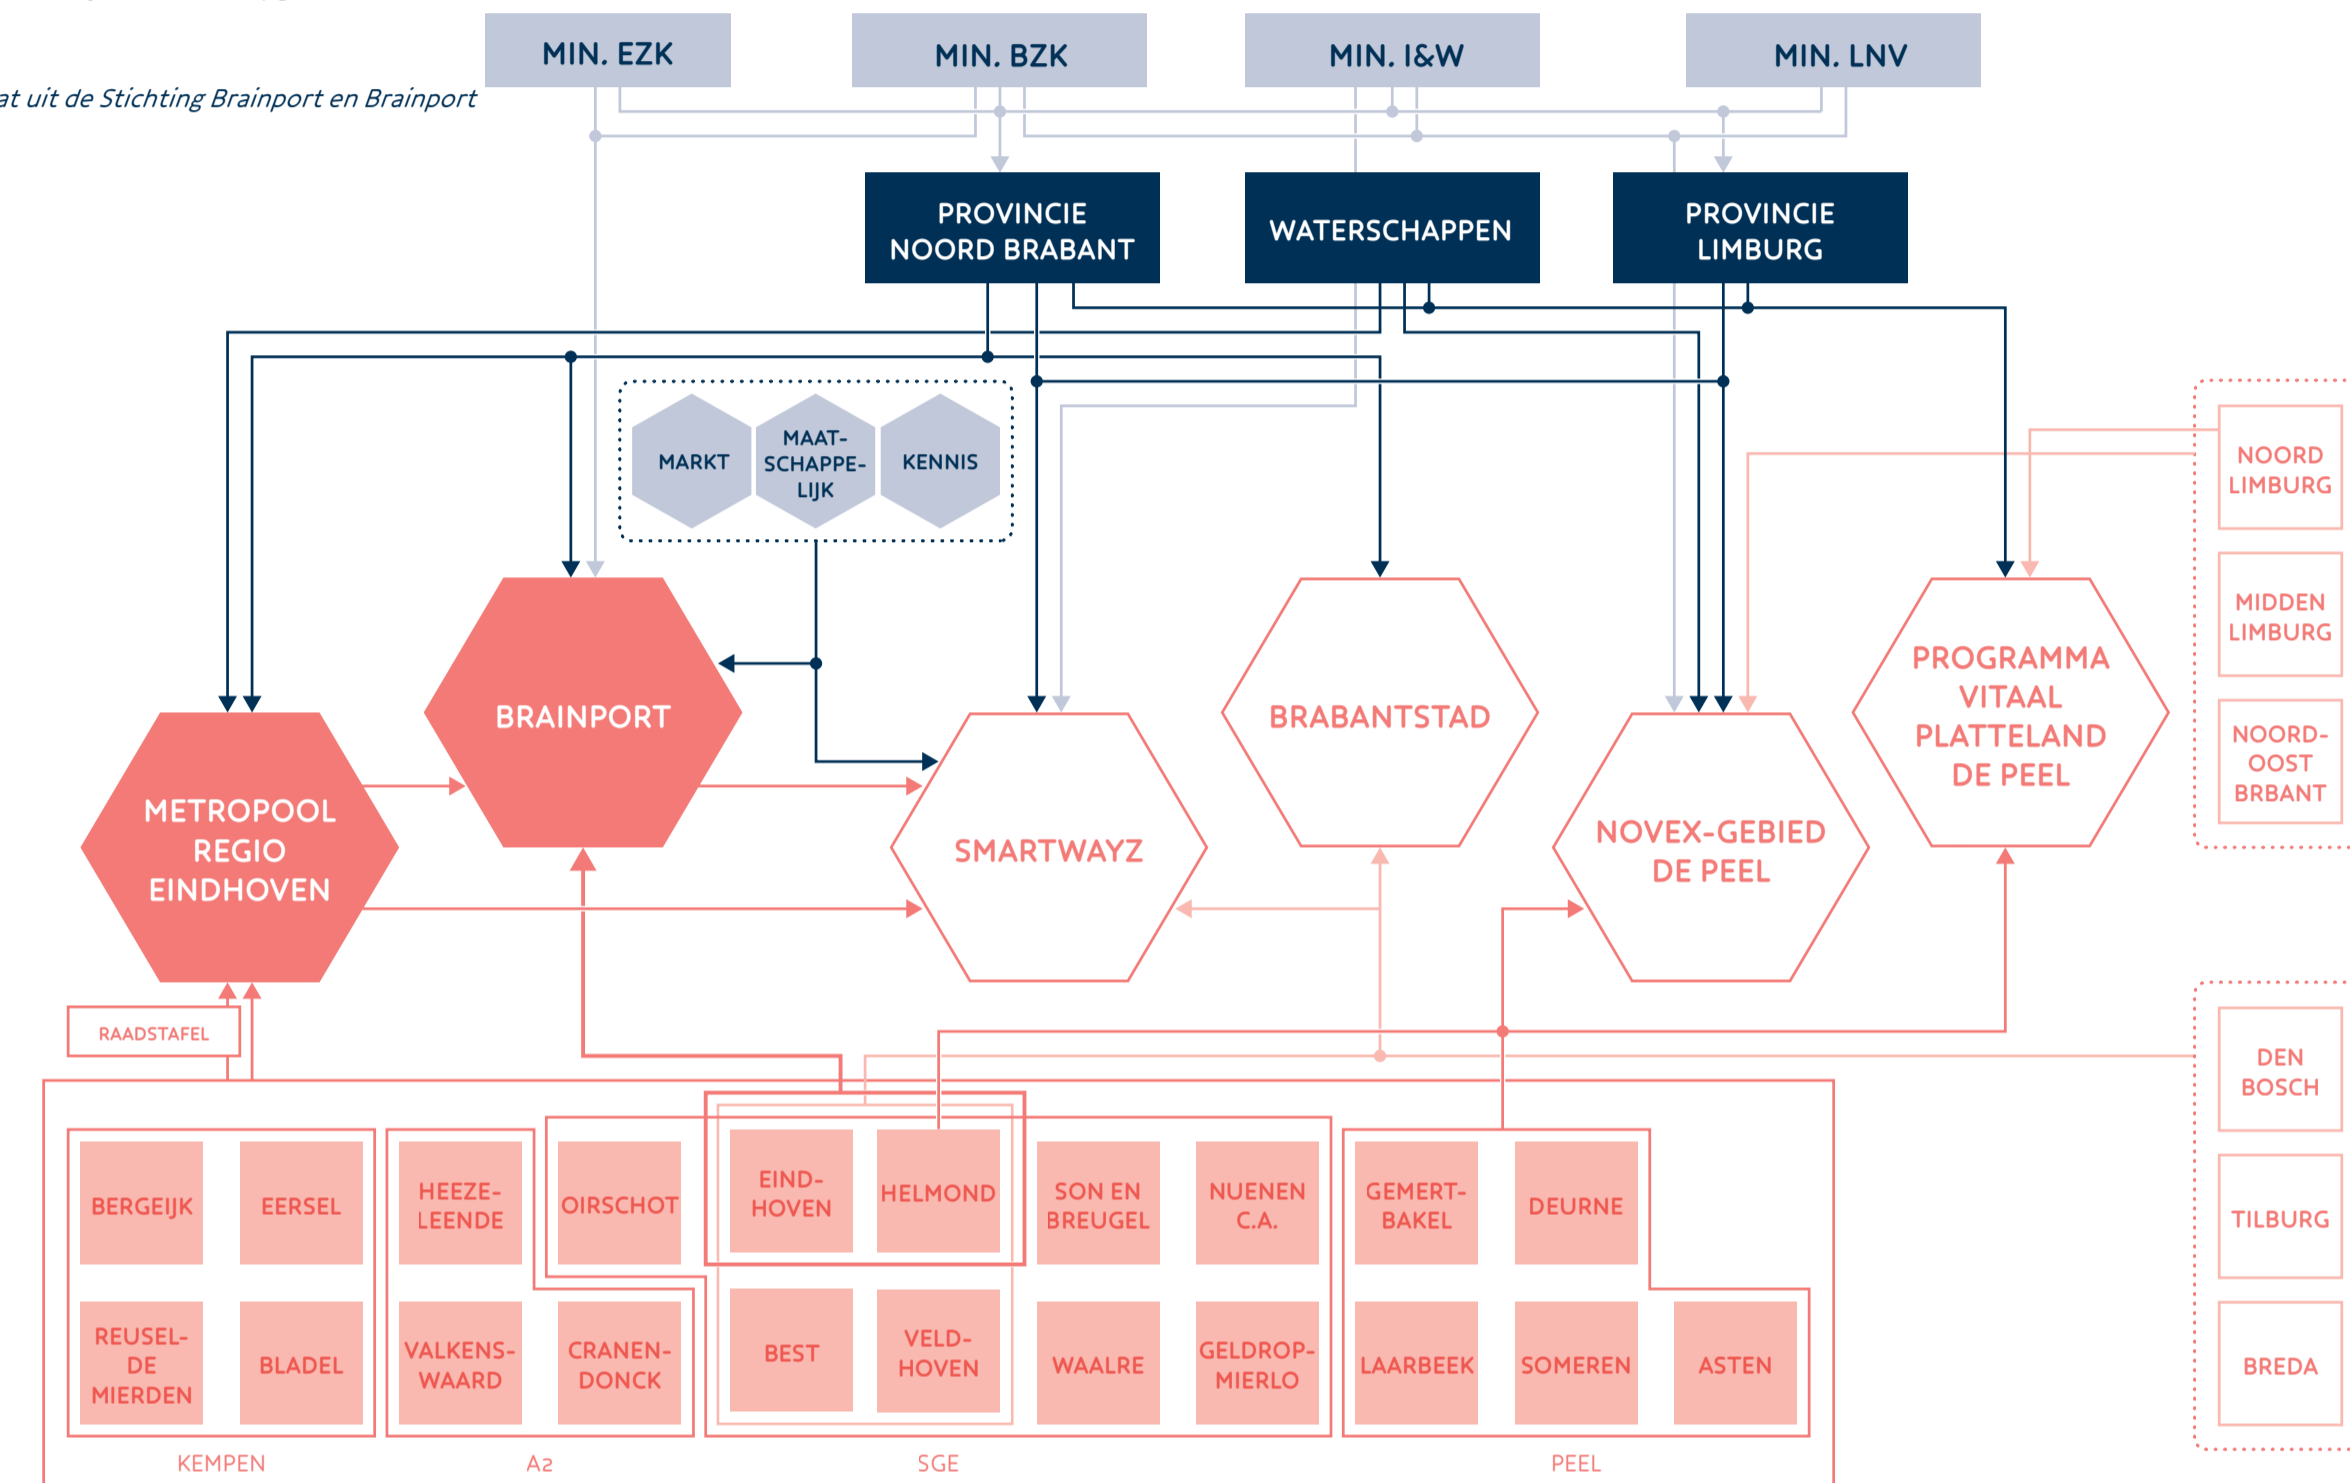 MIN. EZK
MIN. BZK
MIN. I&W
MIN. LNV
at uit de Stichting Brainport en Brainport
PROVINCIE
NOORD BRABANT
WATERSCHAPPEN
PROVINCIE
LIMBURG
MARKT
MAAT-
SCHAPPE-
LIJK
KENNIS
NOORD
LIMBURG
MIDDEN
LIMBURG
NOORD-
OOST
BRBANT
BRAINPORT
BRABANTSTAD
PROGRAMMA
VITAAL
PLATTELAND
DE PEEL
METROPOOL
REGIO
EINDHOVEN
SMARTWAYZ
NOVEX-GEBIED
DE PEEL
RAADSTAFEL
DEN
BOSCH
TILBURG
BREDA
BERGEIJK
EERSEL
HEEZE-
LEENDE
OIRSCHOT
EIND-
HOVEN
HELMOND
SON EN
BREUGEL
NUENEN
C.A.
GEMERT-
BAKEL
DEURNE
REUSEL-
DE
MIERDEN
BLADEL
VALKENS-
WAARD
CRANEN-
DONCK
BEST
VELD-
HOVEN
WAALRE
GELDROP-
MIERLO
LAARBEEK
SOMEREN
ASTEN
KEMPEN
A2
SGE
PEEL